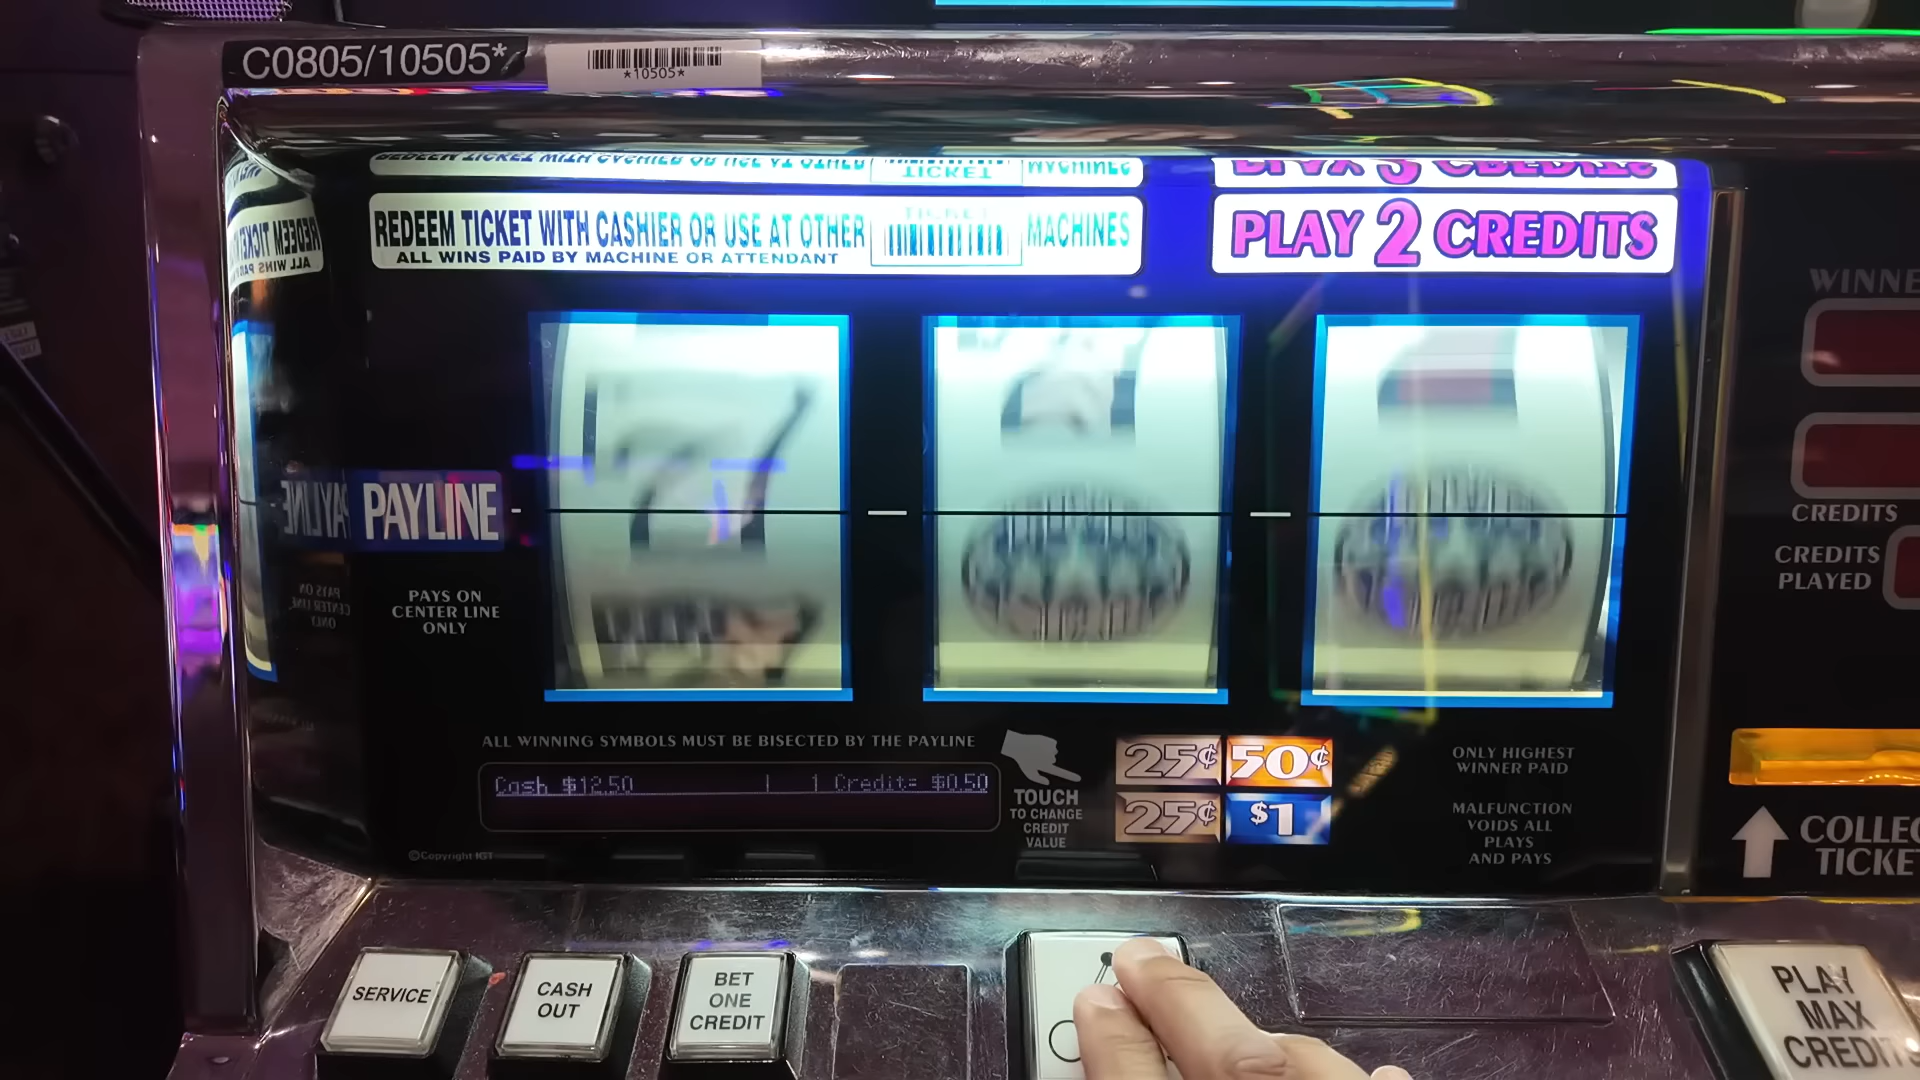 C0805/10505*
*10505*
REDEEM TICKET WITH CASHIER OR USE AT OTHER
TICKET
MACHINES
ALL WINS PAID BY MACHINE OR ATTENDANT
PLAY 2 CREDITS
WINNE
PAYLINE
CREDITS
CREDITS
PLAYED
PAYS ON
CENTER LINE
ONLY
ALL WINNING SYMBOLS MUST BE BISECTED BY THE PAYLINE
Cash $12.50 | 1 Credit= $0.50
TOUCH
TO CHANGE
CREDIT
VALUE
25¢ 50¢
25¢ $1
ONLY HIGHEST
WINNER PAID
MALFUNCTION
VOIDS ALL
PLAYS
AND PAYS
COLLEC
TICKE
©Copyright IGT
SERVICE
CASH
OUT
BET
ONE
CREDIT
PLAY
MAX
CREDITS